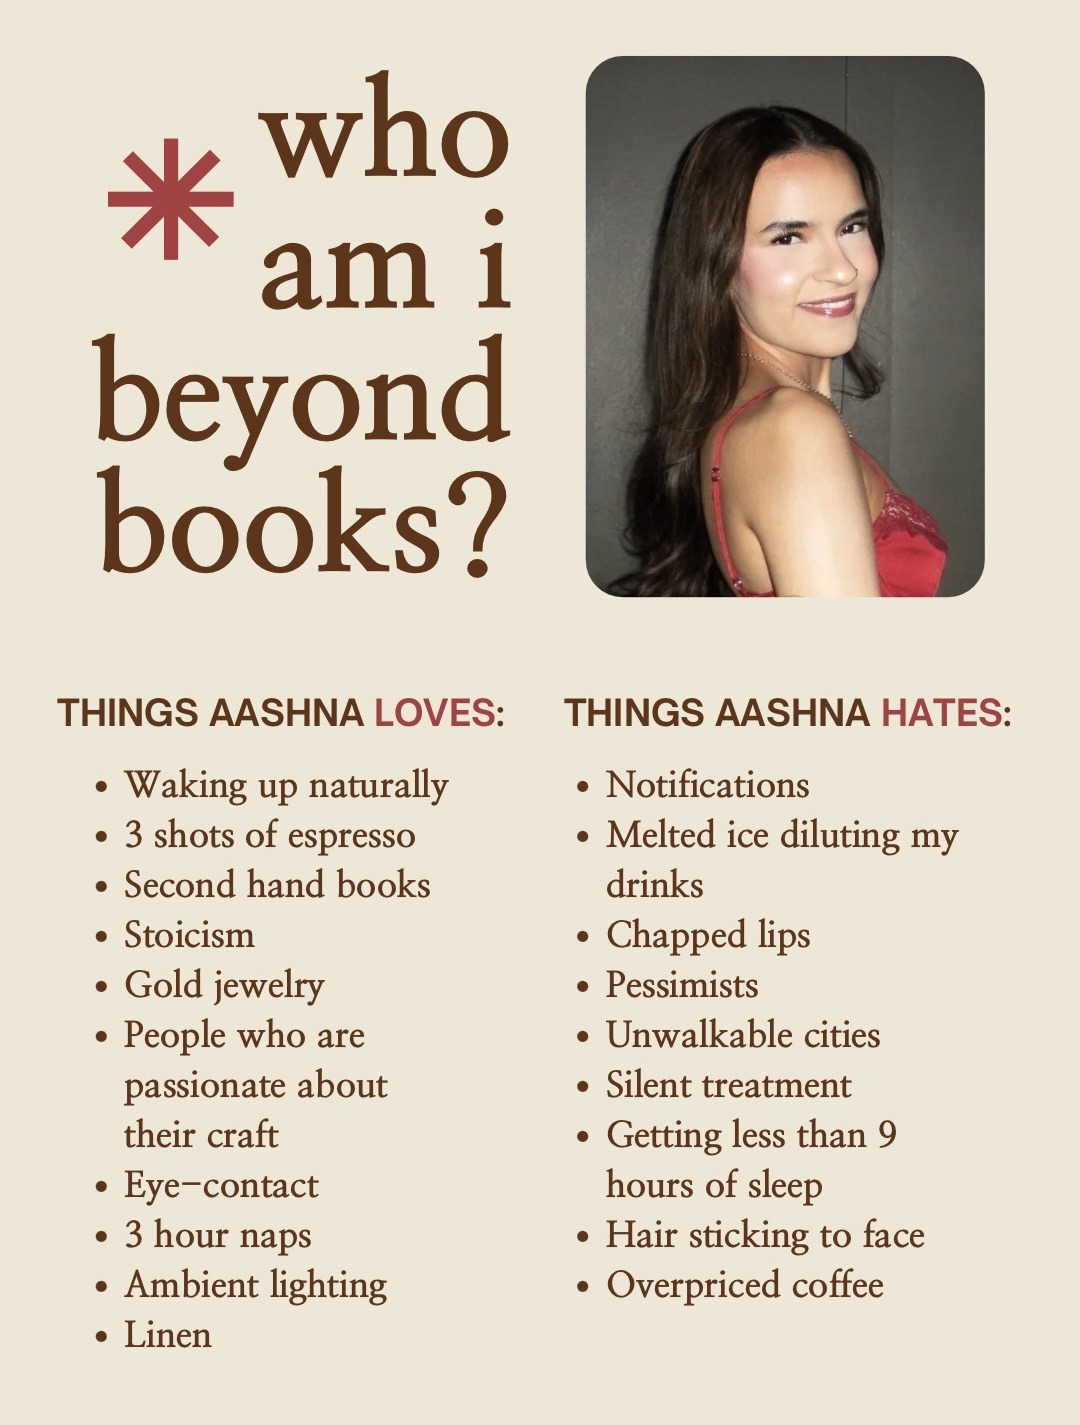 who
am i
beyond
books?
THINGS AASHNA LOVES:
• Waking up naturally
• 3 shots of espresso
• Second hand books
• Stoicism
• Gold jewelry
• People who are
passionate about
their craft
• Eye-contact
• 3 hour naps
• Ambient lighting
• Linen
THINGS AASHNA HATES:
• Notifications
• Melted ice diluting my
drinks
• Chapped lips
• Pessimists
• Unwalkable cities
• Silent treatment
• Getting less than 9
hours of sleep
• Hair sticking to face
• Overpriced coffee